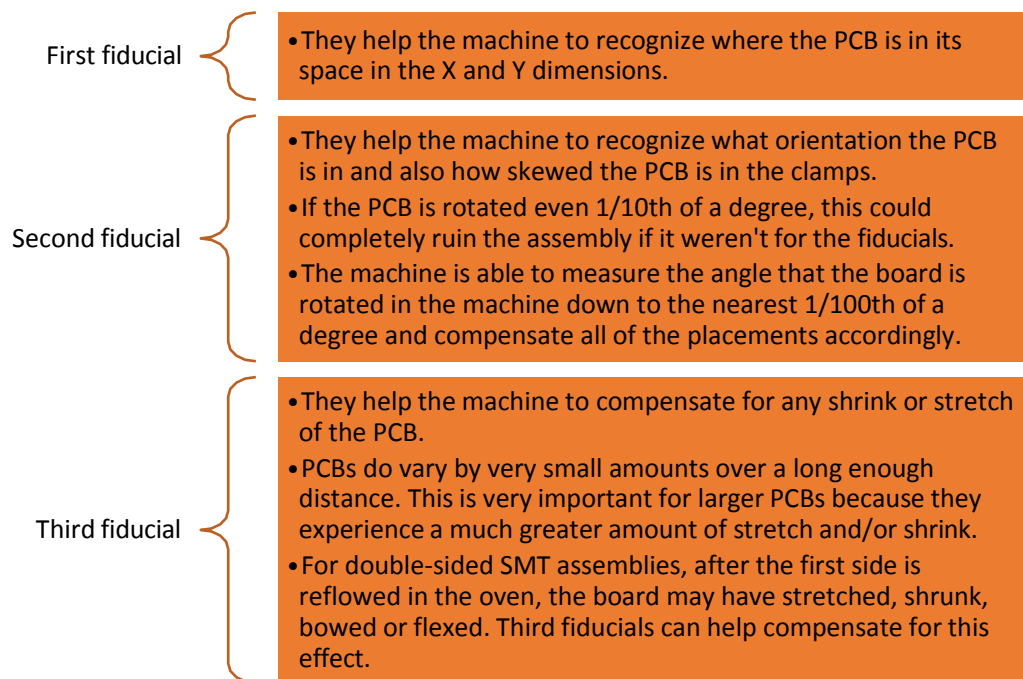 First fiducial
•They help the machine to recognize where the PCB is in its
space in the X and Y dimensions.
Second fiducial
•They help the machine to recognize what orientation the PCB
is in and also how skewed the PCB is in the clamps.
•If the PCB is rotated even 1/10th of a degree, this could
completely ruin the assembly if it weren't for the fiducials.
•The machine is able to measure the angle that the board is
rotated in the machine down to the nearest 1/100th of a
degree and compensate all of the placements accordingly.
Third fiducial
•They help the machine to compensate for any shrink or stretch
of the PCB.
•PCBs do vary by very small amounts over a long enough
distance. This is very important for larger PCBs because they
experience a much greater amount of stretch and/or shrink.
•For double-sided SMT assemblies, after the first side is
reflowed in the oven, the board may have stretched, shrunk,
bowed or flexed. Third fiducials can help compensate for this
effect.